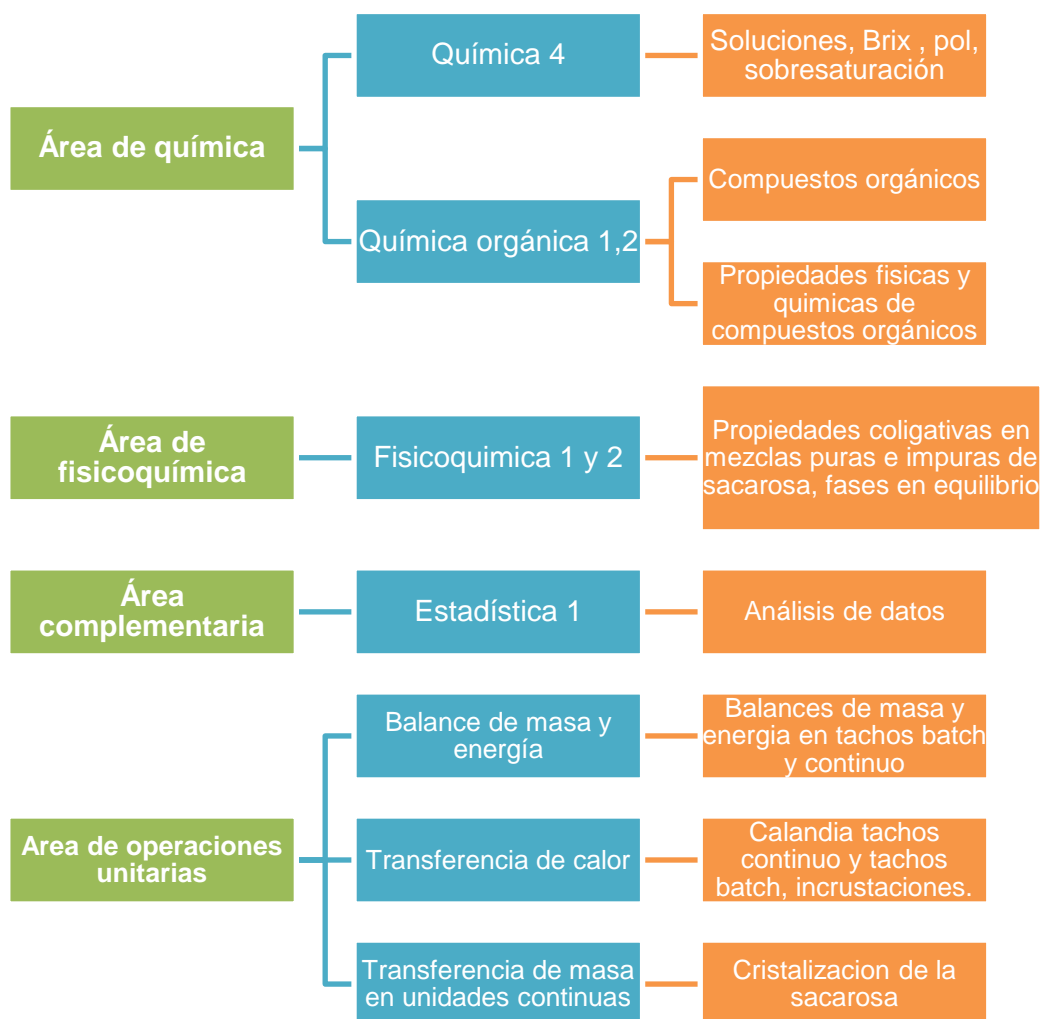 Área de química
Química 4
Soluciones, Brix , pol,
sobresaturación
Química orgánica 1,2
Compuestos orgánicos
Propiedades fisicas y
quimicas de
compuestos orgánicos
Área de
fisicoquímica
Fisicoquimica 1 y 2
Propiedades coligativas en
mezclas puras e impuras de
sacarosa, fases en equilibrio
Área
complementaria
Estadística 1
Análisis de datos
Area de operaciones
unitarias
Balance de masa y
energía
Balances de masa y
energia en tachos batch
y continuo
Transferencia de calor
Calandia tachos
continuo y tachos
batch, incrustaciones.
Transferencia de masa
en unidades continuas
Cristalizacion de la
sacarosa